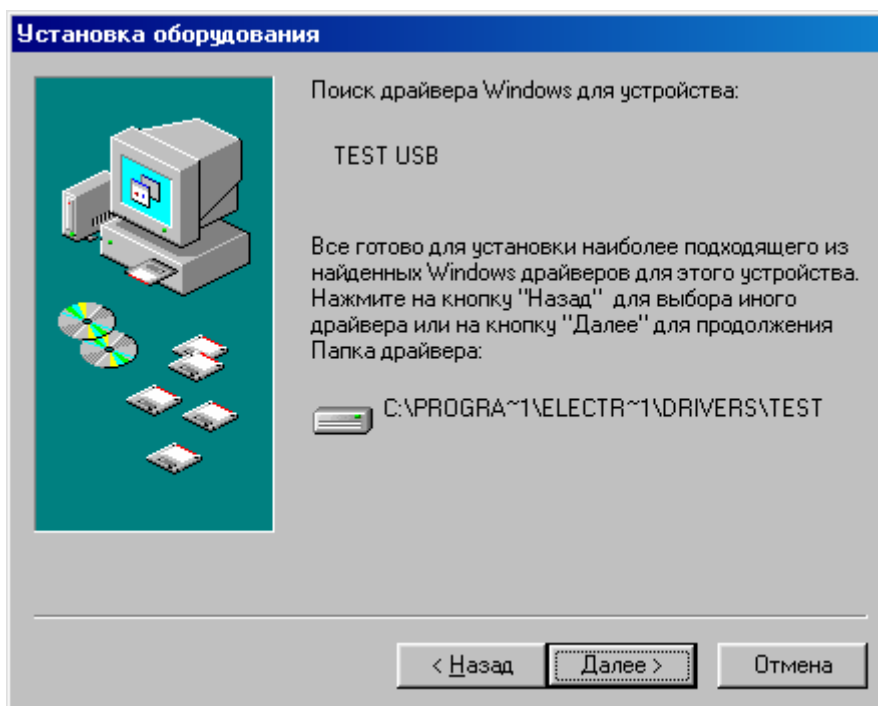 Установка оборудования
Поиск драйвера Windows для устройства:
TEST USB
Все готово для установки наиболее подходящего из
найденных Windows драйверов для этого устройства.
Нажмите на кнопку "Назад"  для выбора иного
драйвера или на кнопку "Далее" для продолжения
Папка драйвера:
C:\PROGRA~1\ELECTR~1\DRIVERS\TEST
< Назад
Далее >
Отмена